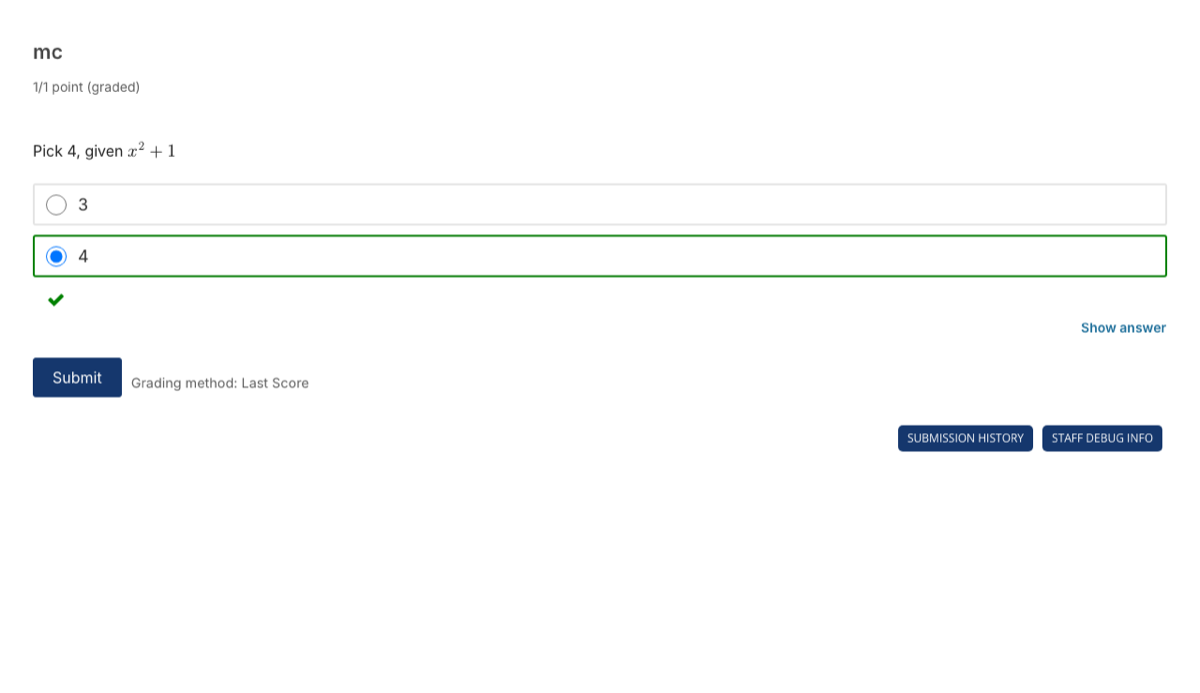 mc
1/1 point (graded)
Pick 4, given x² + 1
3
4
Show answer
Submit
Grading method: Last Score
SUBMISSION HISTORY
STAFF DEBUG INFO